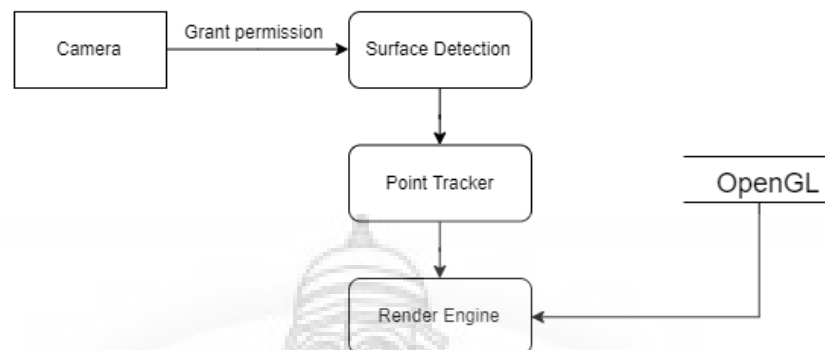 Camera
Grant permission
Surface Detection
Point Tracker
OpenGL
Render Engine